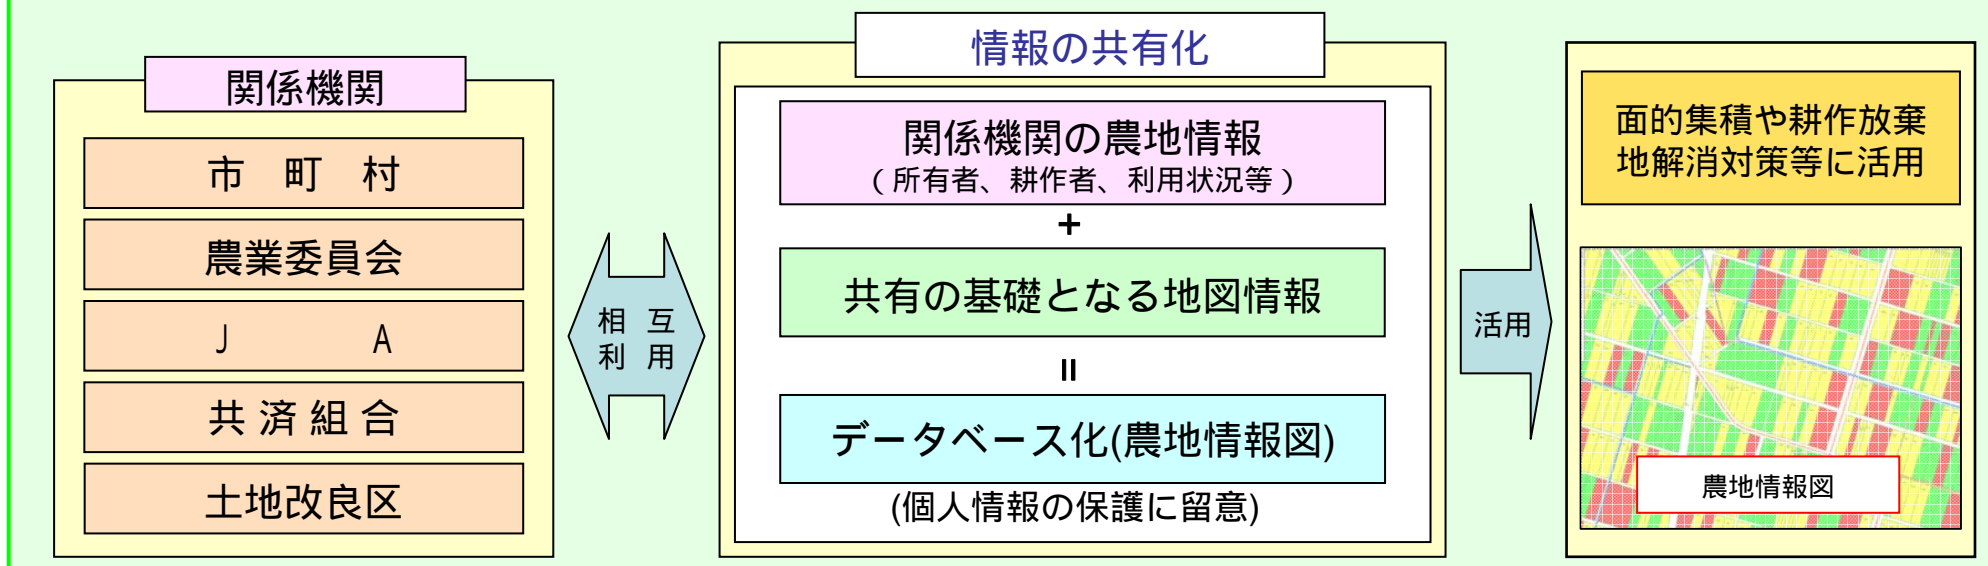 関係機関
市　町　村
農業委員会
J　　　A
共 済 組 合
土地改良区
相 互
利 用
情報の共有化
関係機関の農地情報
（所有者、耕作者、利用状況等）
+
共有の基礎となる地図情報
=
データベース化(農地情報図)
(個人情報の保護に留意)
活用
面的集積や耕作放棄
地解消対策等に活用
農地情報図